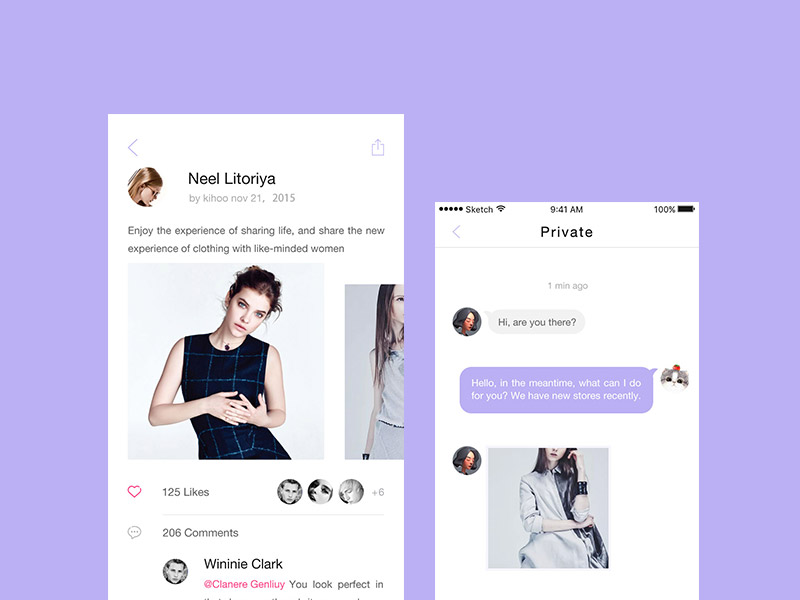 Neel Litoriya
by kihoo nov 21, 2015
Enjoy the experience of sharing life, and share the new
experience of clothing with like-minded women
125 Likes
+6
206 Comments
Wininie Clark
@Clanere Genliuy You look perfect in
Sketch
9:41 AM
100%
Private
1 min ago
Hi, are you there?
Hello, in the meantime, what can I do
for you? We have new stores recently.